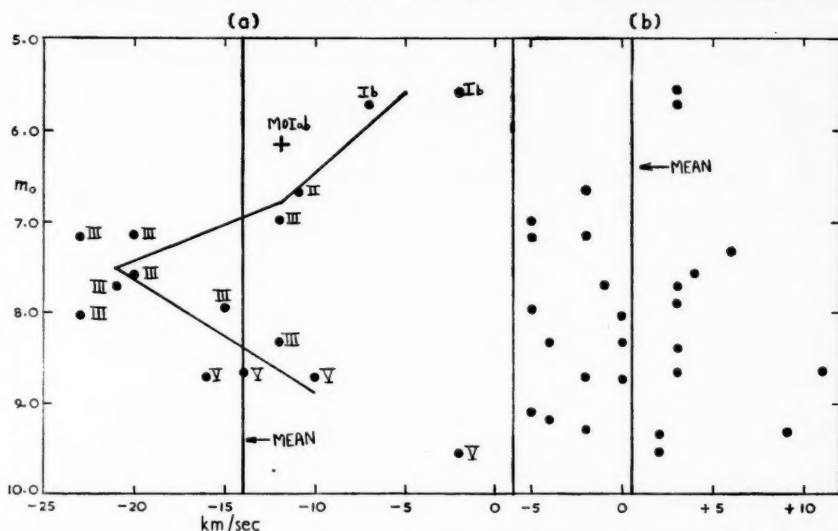 (a) (b)
5.0
Ib Ib
6.0
M0Iab
← MEAN
m₀
II
7.0
III III III
III
III
III
8.0
III
III
V V V
9.0
← MEAN
V
10.0
-25 -20 -15 -10 -5 0 -5 0 +5 +10
km/sec